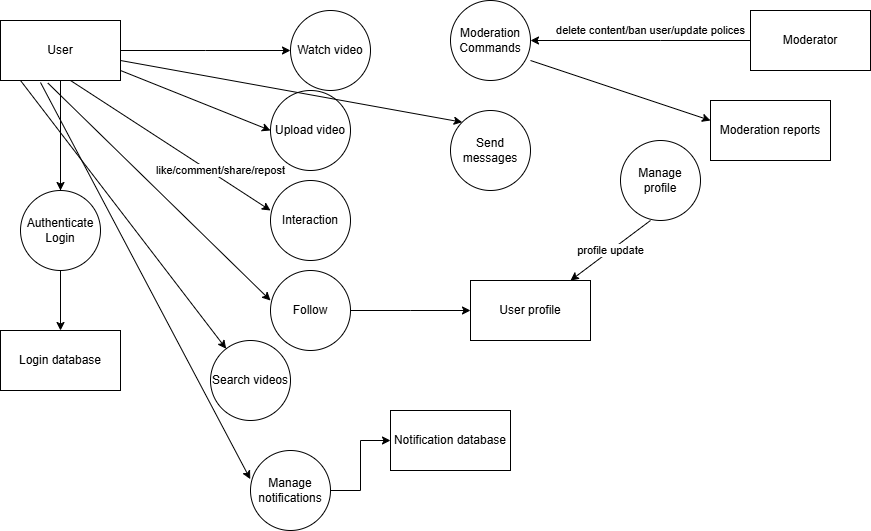 User
Watch video
Moderation
Commands
delete content/ban user/update polices
Moderator
Upload video
Send
messages
Moderation reports
like/comment/share/repost
Manage
profile
Authenticate
Login
Interaction
profile update
Follow
User profile
Login database
Search videos
Notification database
Manage
notifications